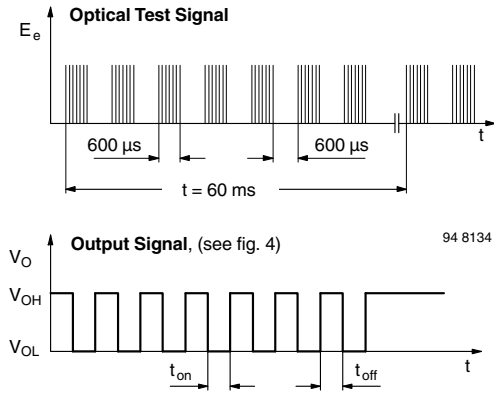 Optical Test Signal
E e
t
600 µs
600 µs
t = 60 ms
Output Signal, (see fig. 4)
94 8134
V O
V OH
V OL
t on
t off
t